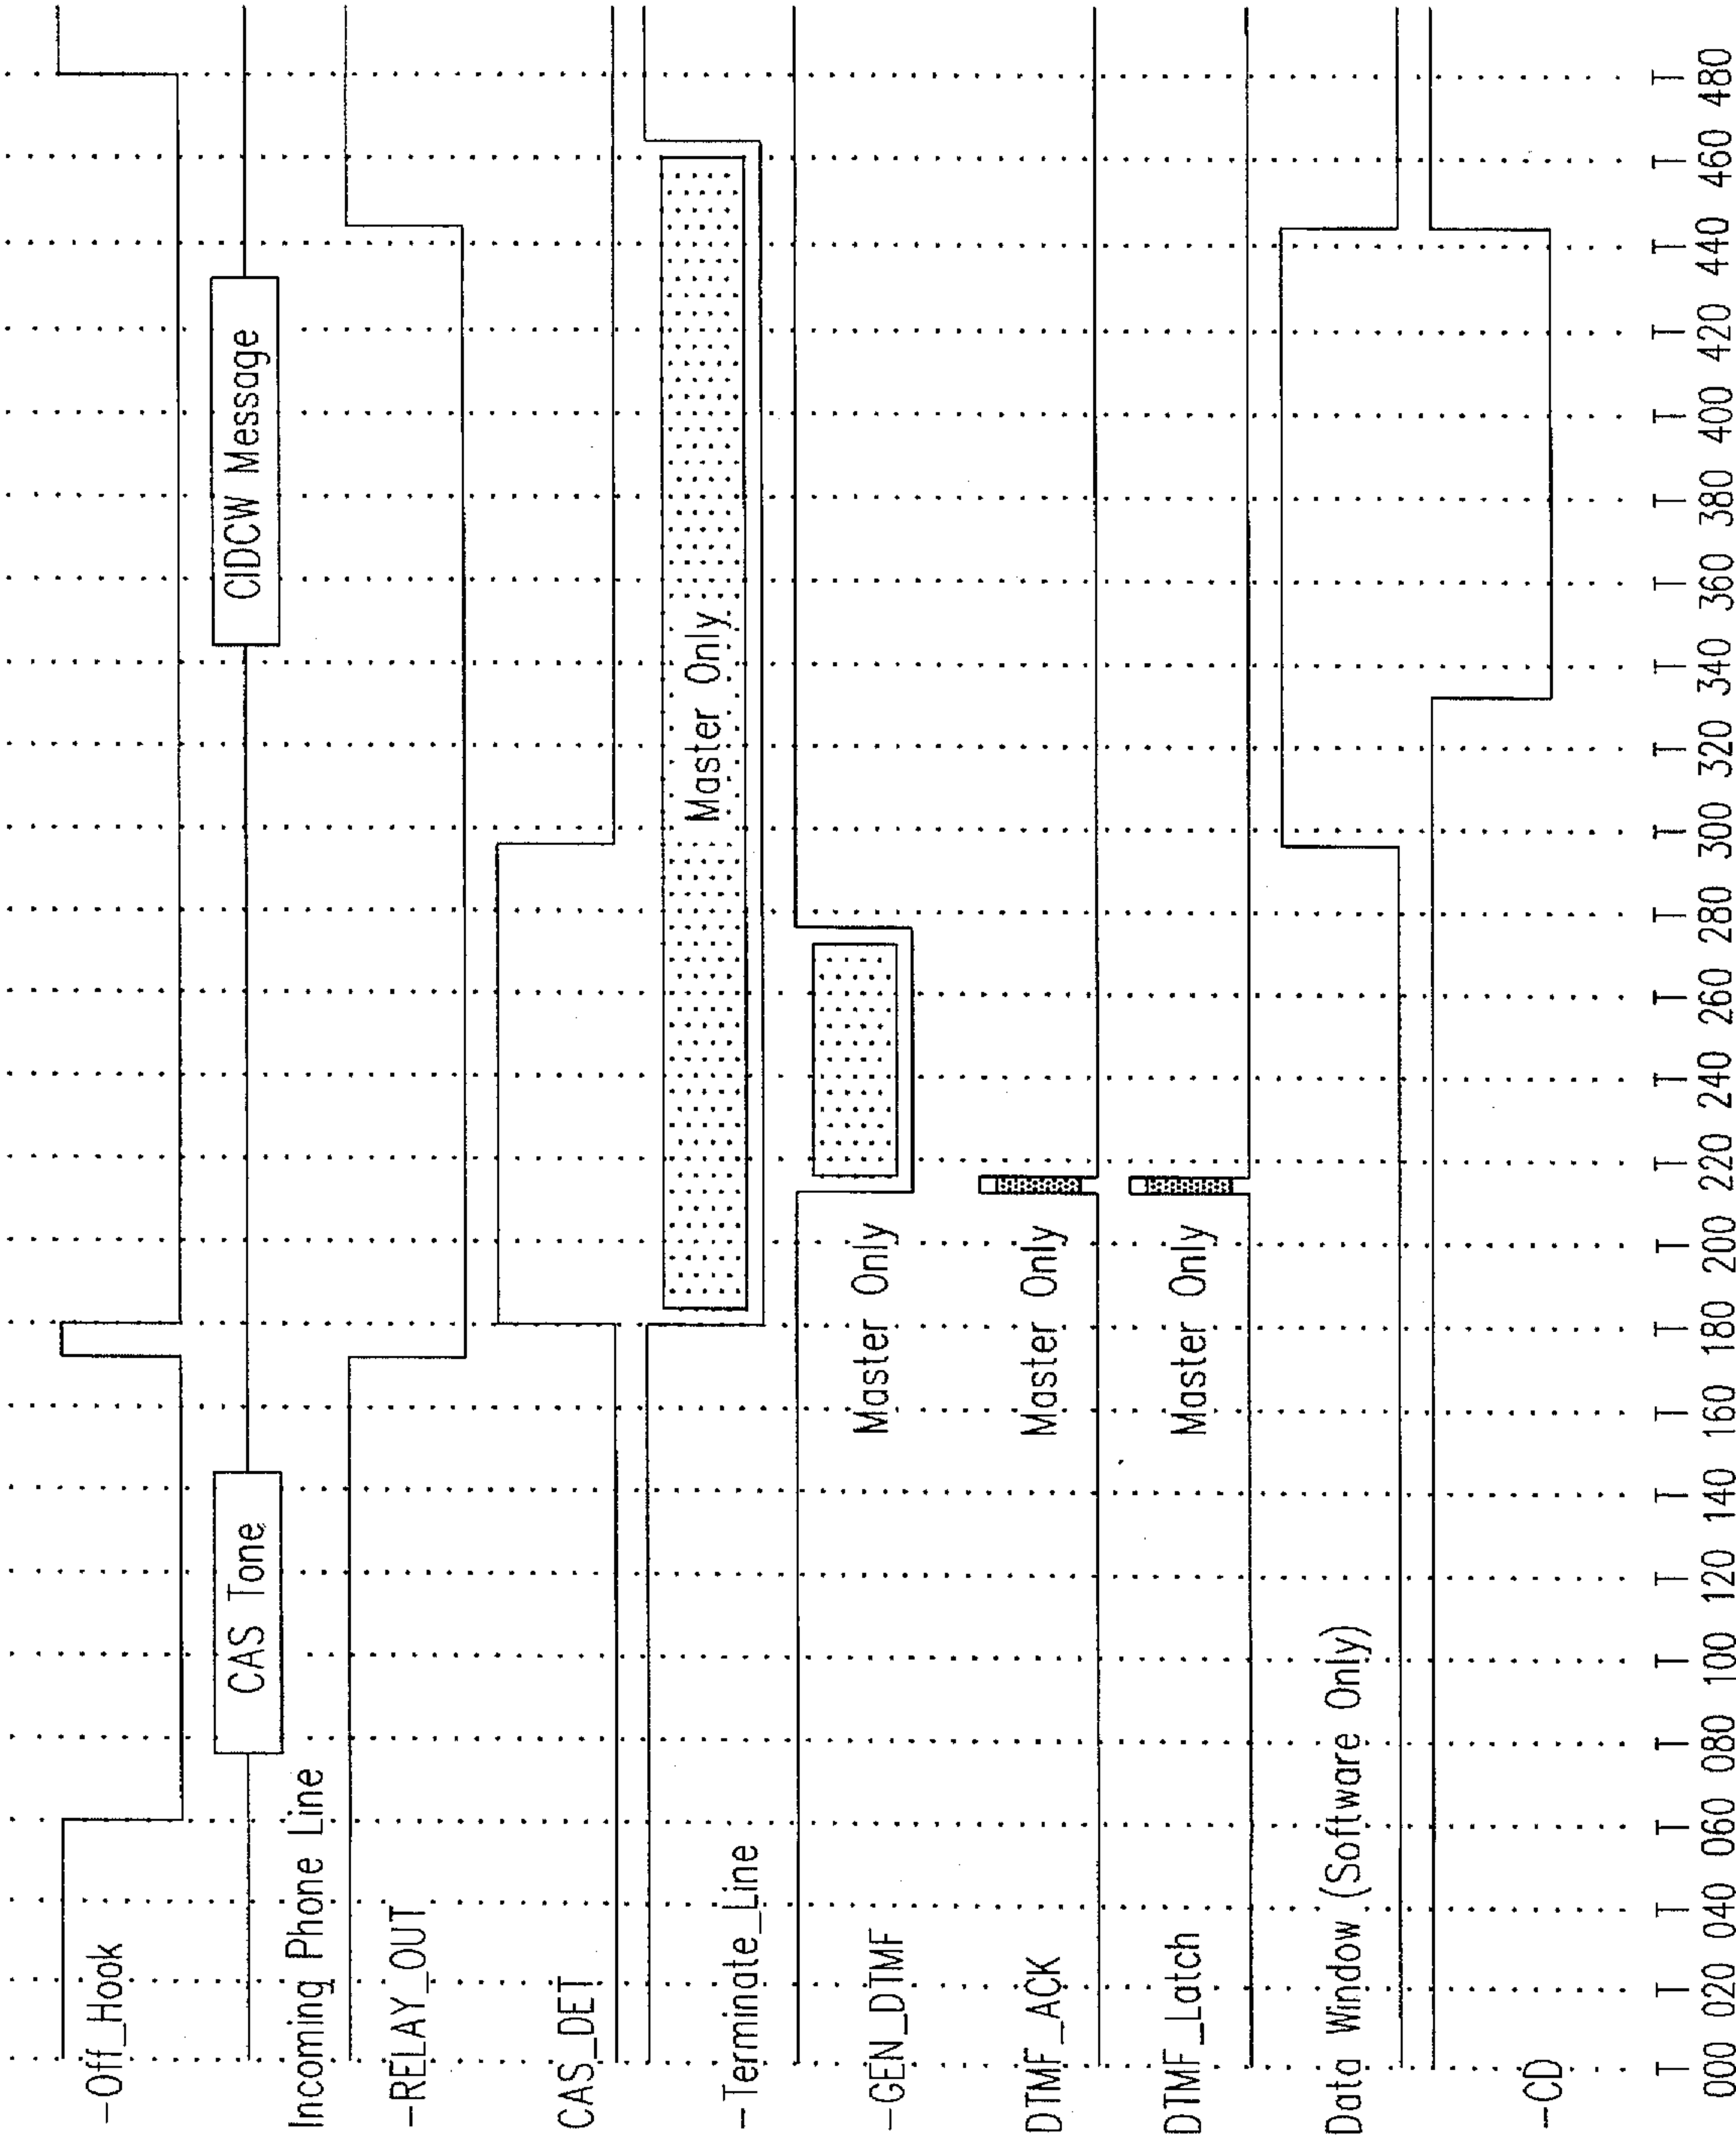 -Off_Hook
CAS Tone
CIDCW Message
Incoming Phone Line
-RELAY_OUT
CAS_DET
Master Only
-Terminate_Line
-GEN_DTMF
Master Only
DTMF_ACK
Master Only
DTMF_Latch
Master Only
Data Window (Software Only)
-CD
000 020 040 060 080 100 120 140 160 180 200 220 240 260 280 300 320 340 360 380 400 420 440 460 480